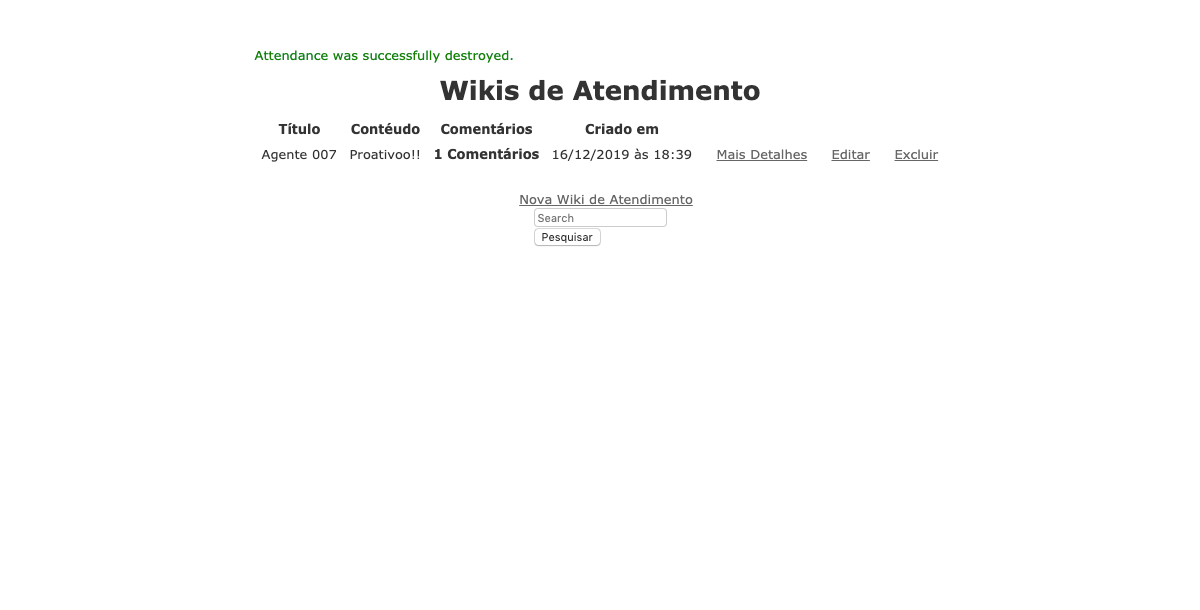 Attendance was successfully destroyed.
Wikis de Atendimento
Título Contéudo Comentários Criado em
Agente 007 Proativoo!! 1 Comentários 16/12/2019 às 18:39 Mais Detalhes Editar Excluir
Nova Wiki de Atendimento
Search
Pesquisar